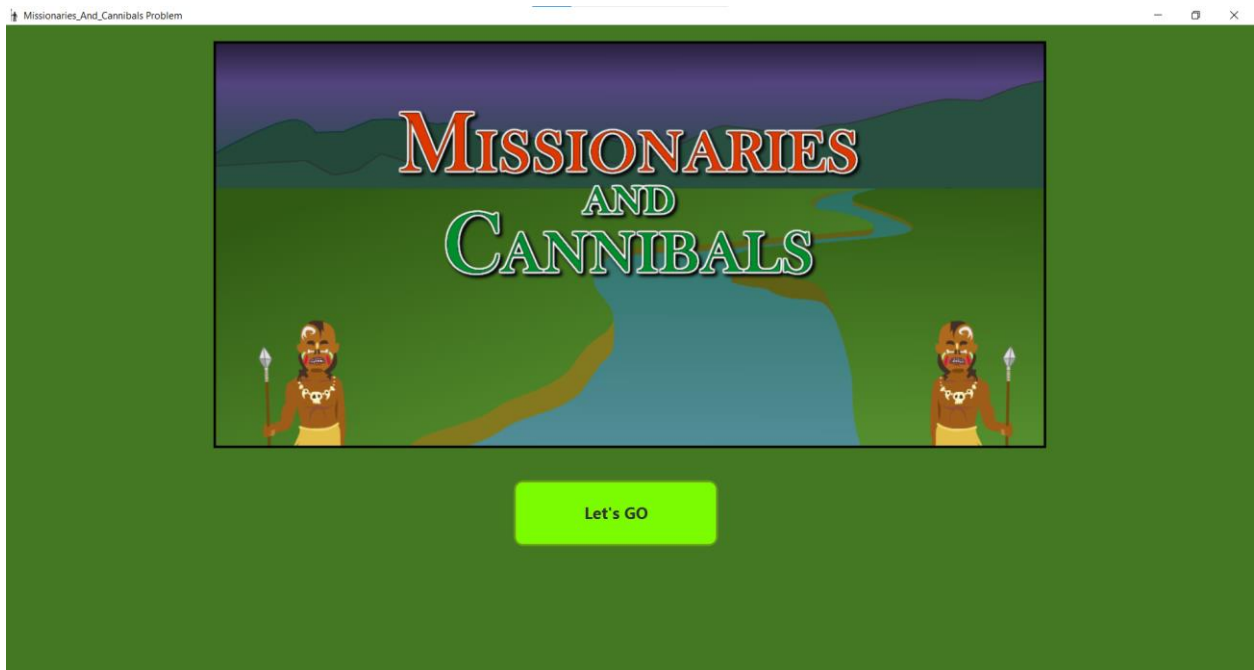 Missionaries_And_Cannibals Problem
MISSIONARIES
AND
CANNIBALS
Let's GO